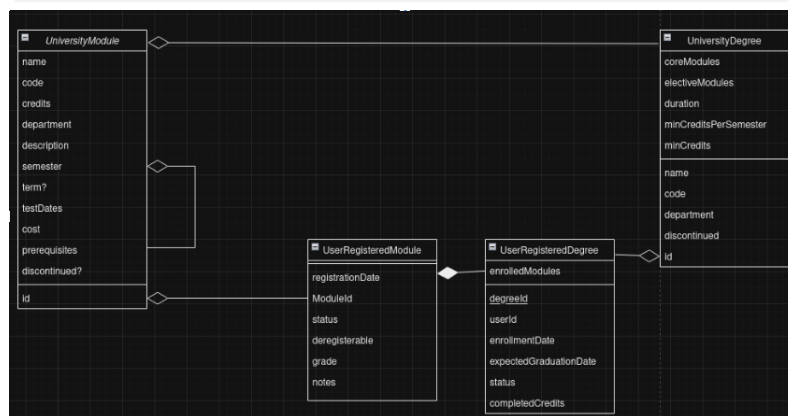 UniversityModule
name
code
credits
department
description
semester
term?
testDates
cost
prerequisites
discontinued?
id
UniversityDegree
coreModules
electiveModules
duration
minCreditsPerSemester
minCredits
name
code
department
discontinued
id
UserRegisteredModule
registrationDate
ModuleId
status
deregisterable
grade
notes
UserRegisteredDegree
enrolledModules
degreeId
userId
enrollmentDate
expectedGraduationDate
status
completedCredits